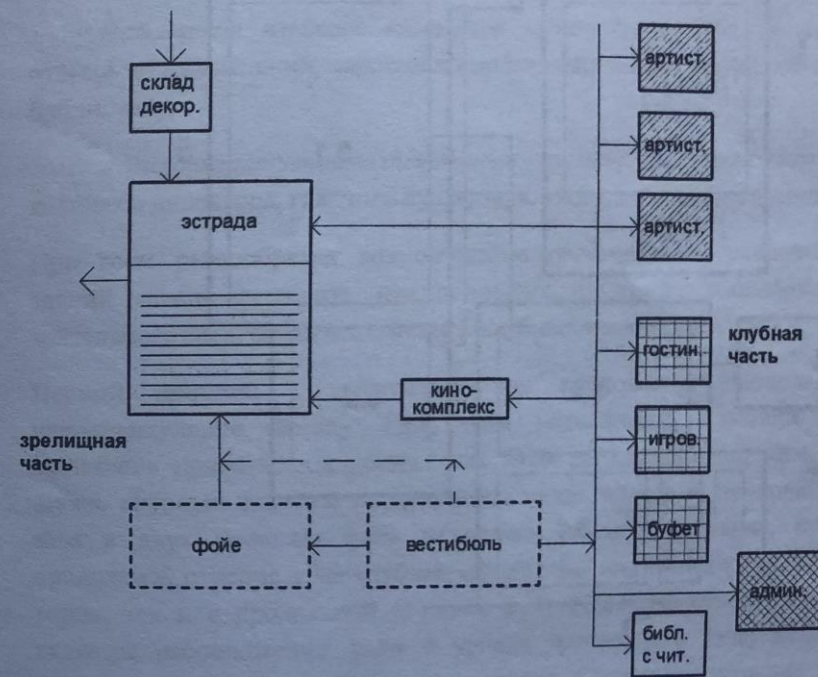 склад
декор.
артист.
артист.
эстрада
артист.
гостин.
клубная
часть
кино-
комплекс
зрелищная
часть
игров.
буфет
фойе
вестибюль
админ.
библ.
с чит.